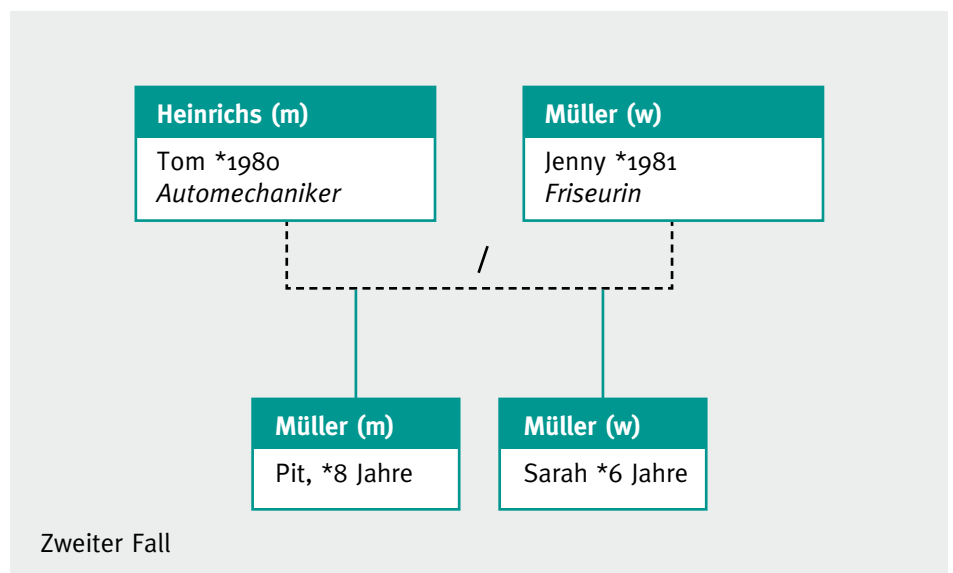 Heinrichs (m)
Tom *1980
Automechaniker
Müller (w)
Jenny *1981
Friseurin
/
Müller (m)
Pit, *8 Jahre
Müller (w)
Sarah *6 Jahre
Zweiter Fall